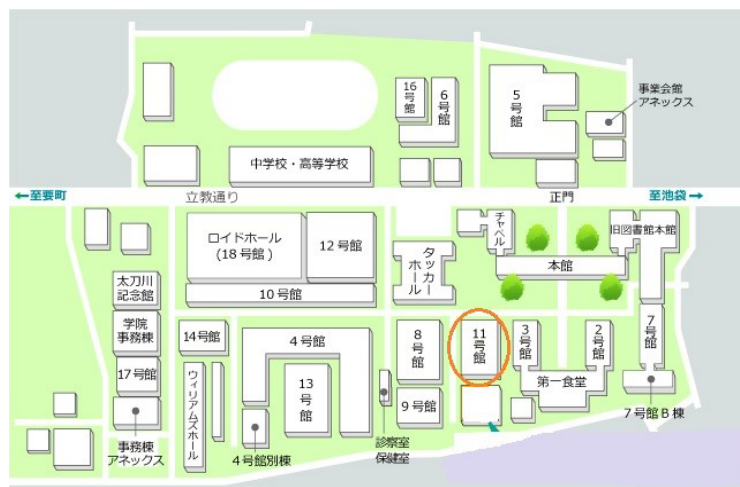 16号館
6号館
5号館
事業会館
アネックス
中学校・高等学校
←至要町
立教通り
正門
至池袋→
ロイドホール
(18号館)
12号館
タッカーホール
チャペル
旧図書館本館
本館
太刀川
記念館
10号館
学院
事務棟
14号館
4号館
8号館
11号館
3号館
2号館
7号館
17号館
ウィリアムズホール
13号館
9号館
第一食堂
事務棟
アネックス
4号館別棟
診察室
保健室
7号館B棟